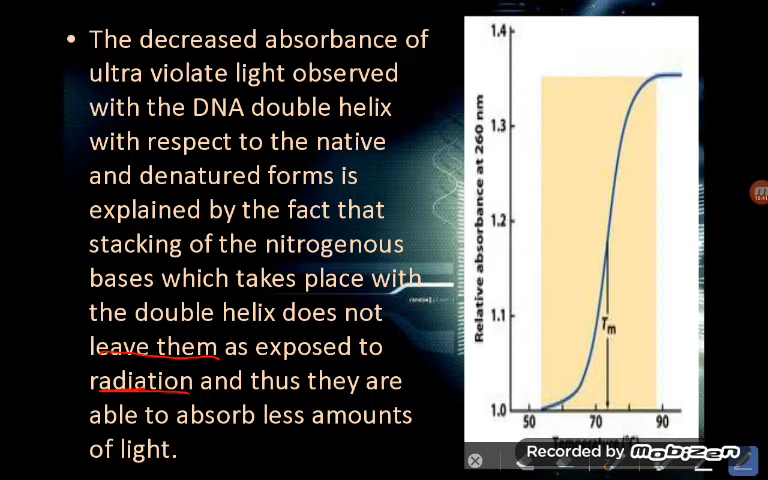 • The decreased absorbance of
ultra violate light observed
with the DNA double helix
with respect to the native
and denatured forms is
explained by the fact that
stacking of the nitrogenous
bases which takes place with
the double helix does not
leave them as exposed to
radiation and thus they are
able to absorb less amounts
of light.
Relative absorbance at 260 nm
1.4
1.3
1.2
1.1
1.0
Tm
50 70 90
Temperature (°C)
Recorded by mobizen